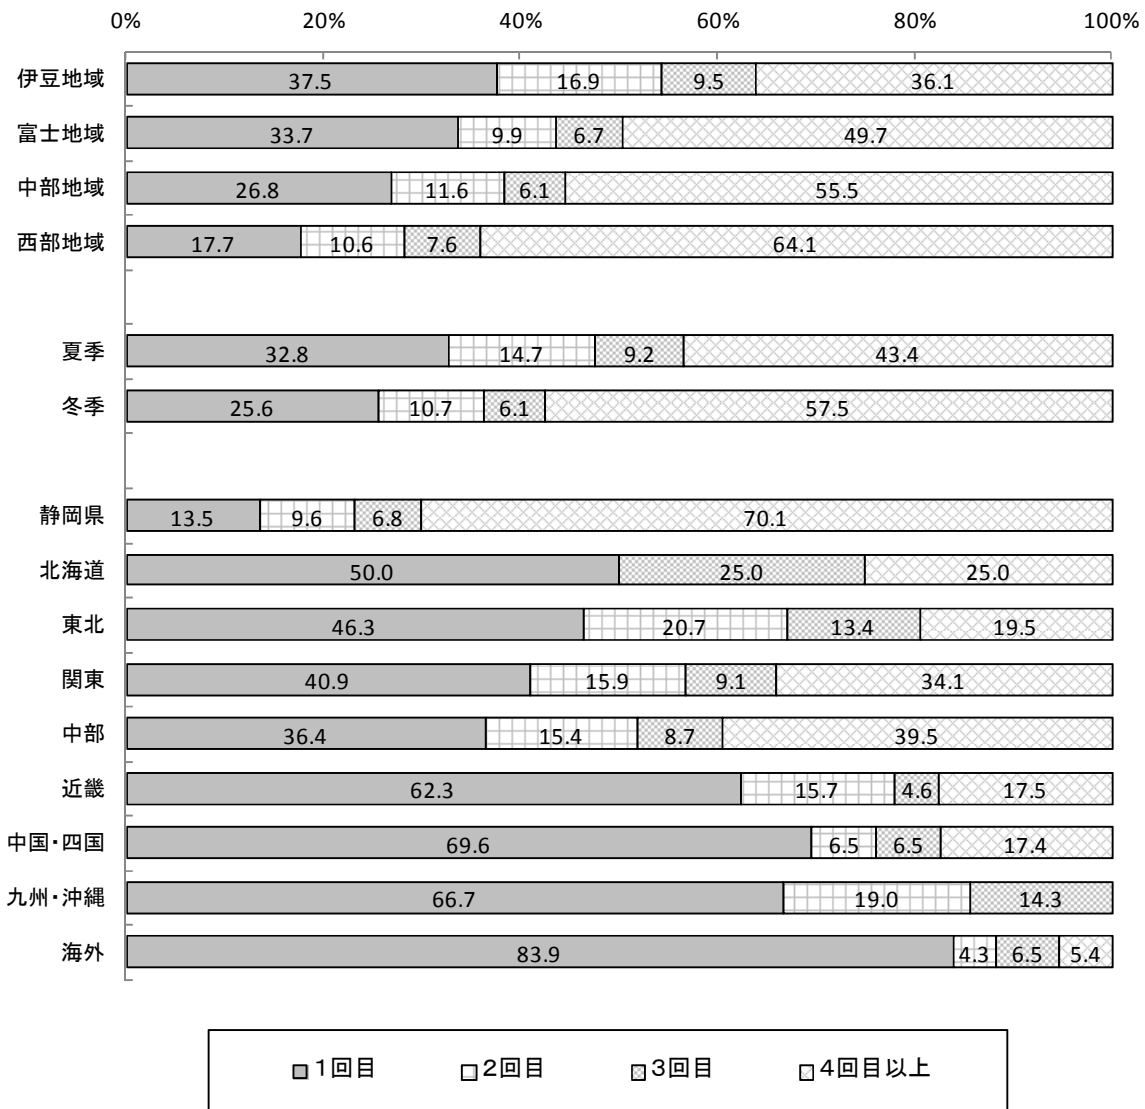 0% 20% 40% 60% 80% 100%
伊豆地域 37.5 16.9 9.5 36.1
富士地域 33.7 9.9 6.7 49.7
中部地域 26.8 11.6 6.1 55.5
西部地域 17.7 10.6 7.6 64.1
夏季 32.8 14.7 9.2 43.4
冬季 25.6 10.7 6.1 57.5
静岡県 13.5 9.6 6.8 70.1
北海道 50.0 25.0 25.0
東北 46.3 20.7 13.4 19.5
関東 40.9 15.9 9.1 34.1
中部 36.4 15.4 8.7 39.5
近畿 62.3 15.7 4.6 17.5
中国・四国 69.6 6.5 6.5 17.4
九州・沖縄 66.7 19.0 14.3
海外 83.9 4.3 6.5 5.4
1回目 2回目 3回目 4回目以上